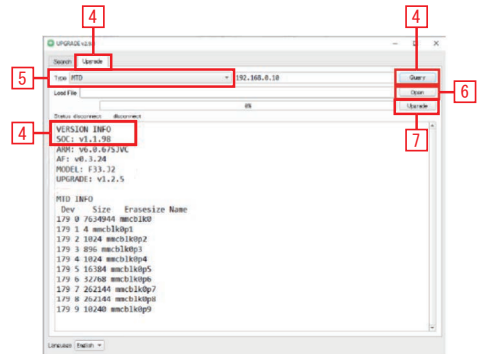 4
4
UPGRADE v2.9
Search Upgrade
5
Type MTD 192.168.0.10 Query
Load File Open
6
0% Upgrade
Status disconnect disconnect
7
4
VERSION INFO
SOC: v1.1.98
ARM: v6.0.67SJVC
AF: v0.3.24
MODEL: F33.J2
UPGRADE: v1.2.5
MTD INFO
Dev Size Erasesize Name
179 0 7634944 mmcblk0
179 1 4 mmcblk0p1
179 2 1024 mmcblk0p2
179 3 896 mmcblk0p3
179 4 1024 mmcblk0p4
179 5 16384 mmcblk0p5
179 6 32768 mmcblk0p6
179 7 262144 mmcblk0p7
179 8 262144 mmcblk0p8
179 9 10240 mmcblk0p9
Language English